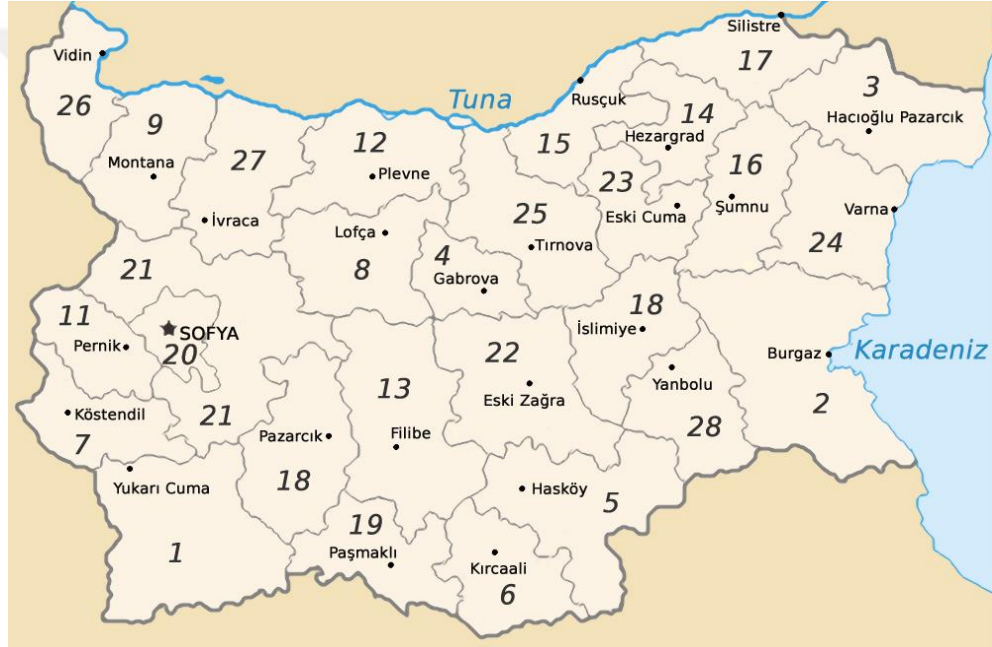 Silistre
17
Vidin
3
26
Tuna
Rusçuk
14
Hacıoğlu Pazarcık
9
12
15
Hezargrad
Montana
27
Plevne
23
16
Eski Cuma
Şumnu
İvraca
Lofça
25
Varna
Tırnova
24
21
8
4
Gabrova
11
18
İslimiye
SOFYA
Pernik
20
22
Burgaz
Karadeniz
Yanbolu
13
Eski Zağra
2
Köstendil
21
7
Pazarcık
Filibe
28
Yukarı Cuma
18
Hasköy
5
19
Paşmaklı
1
Kırcaali
6